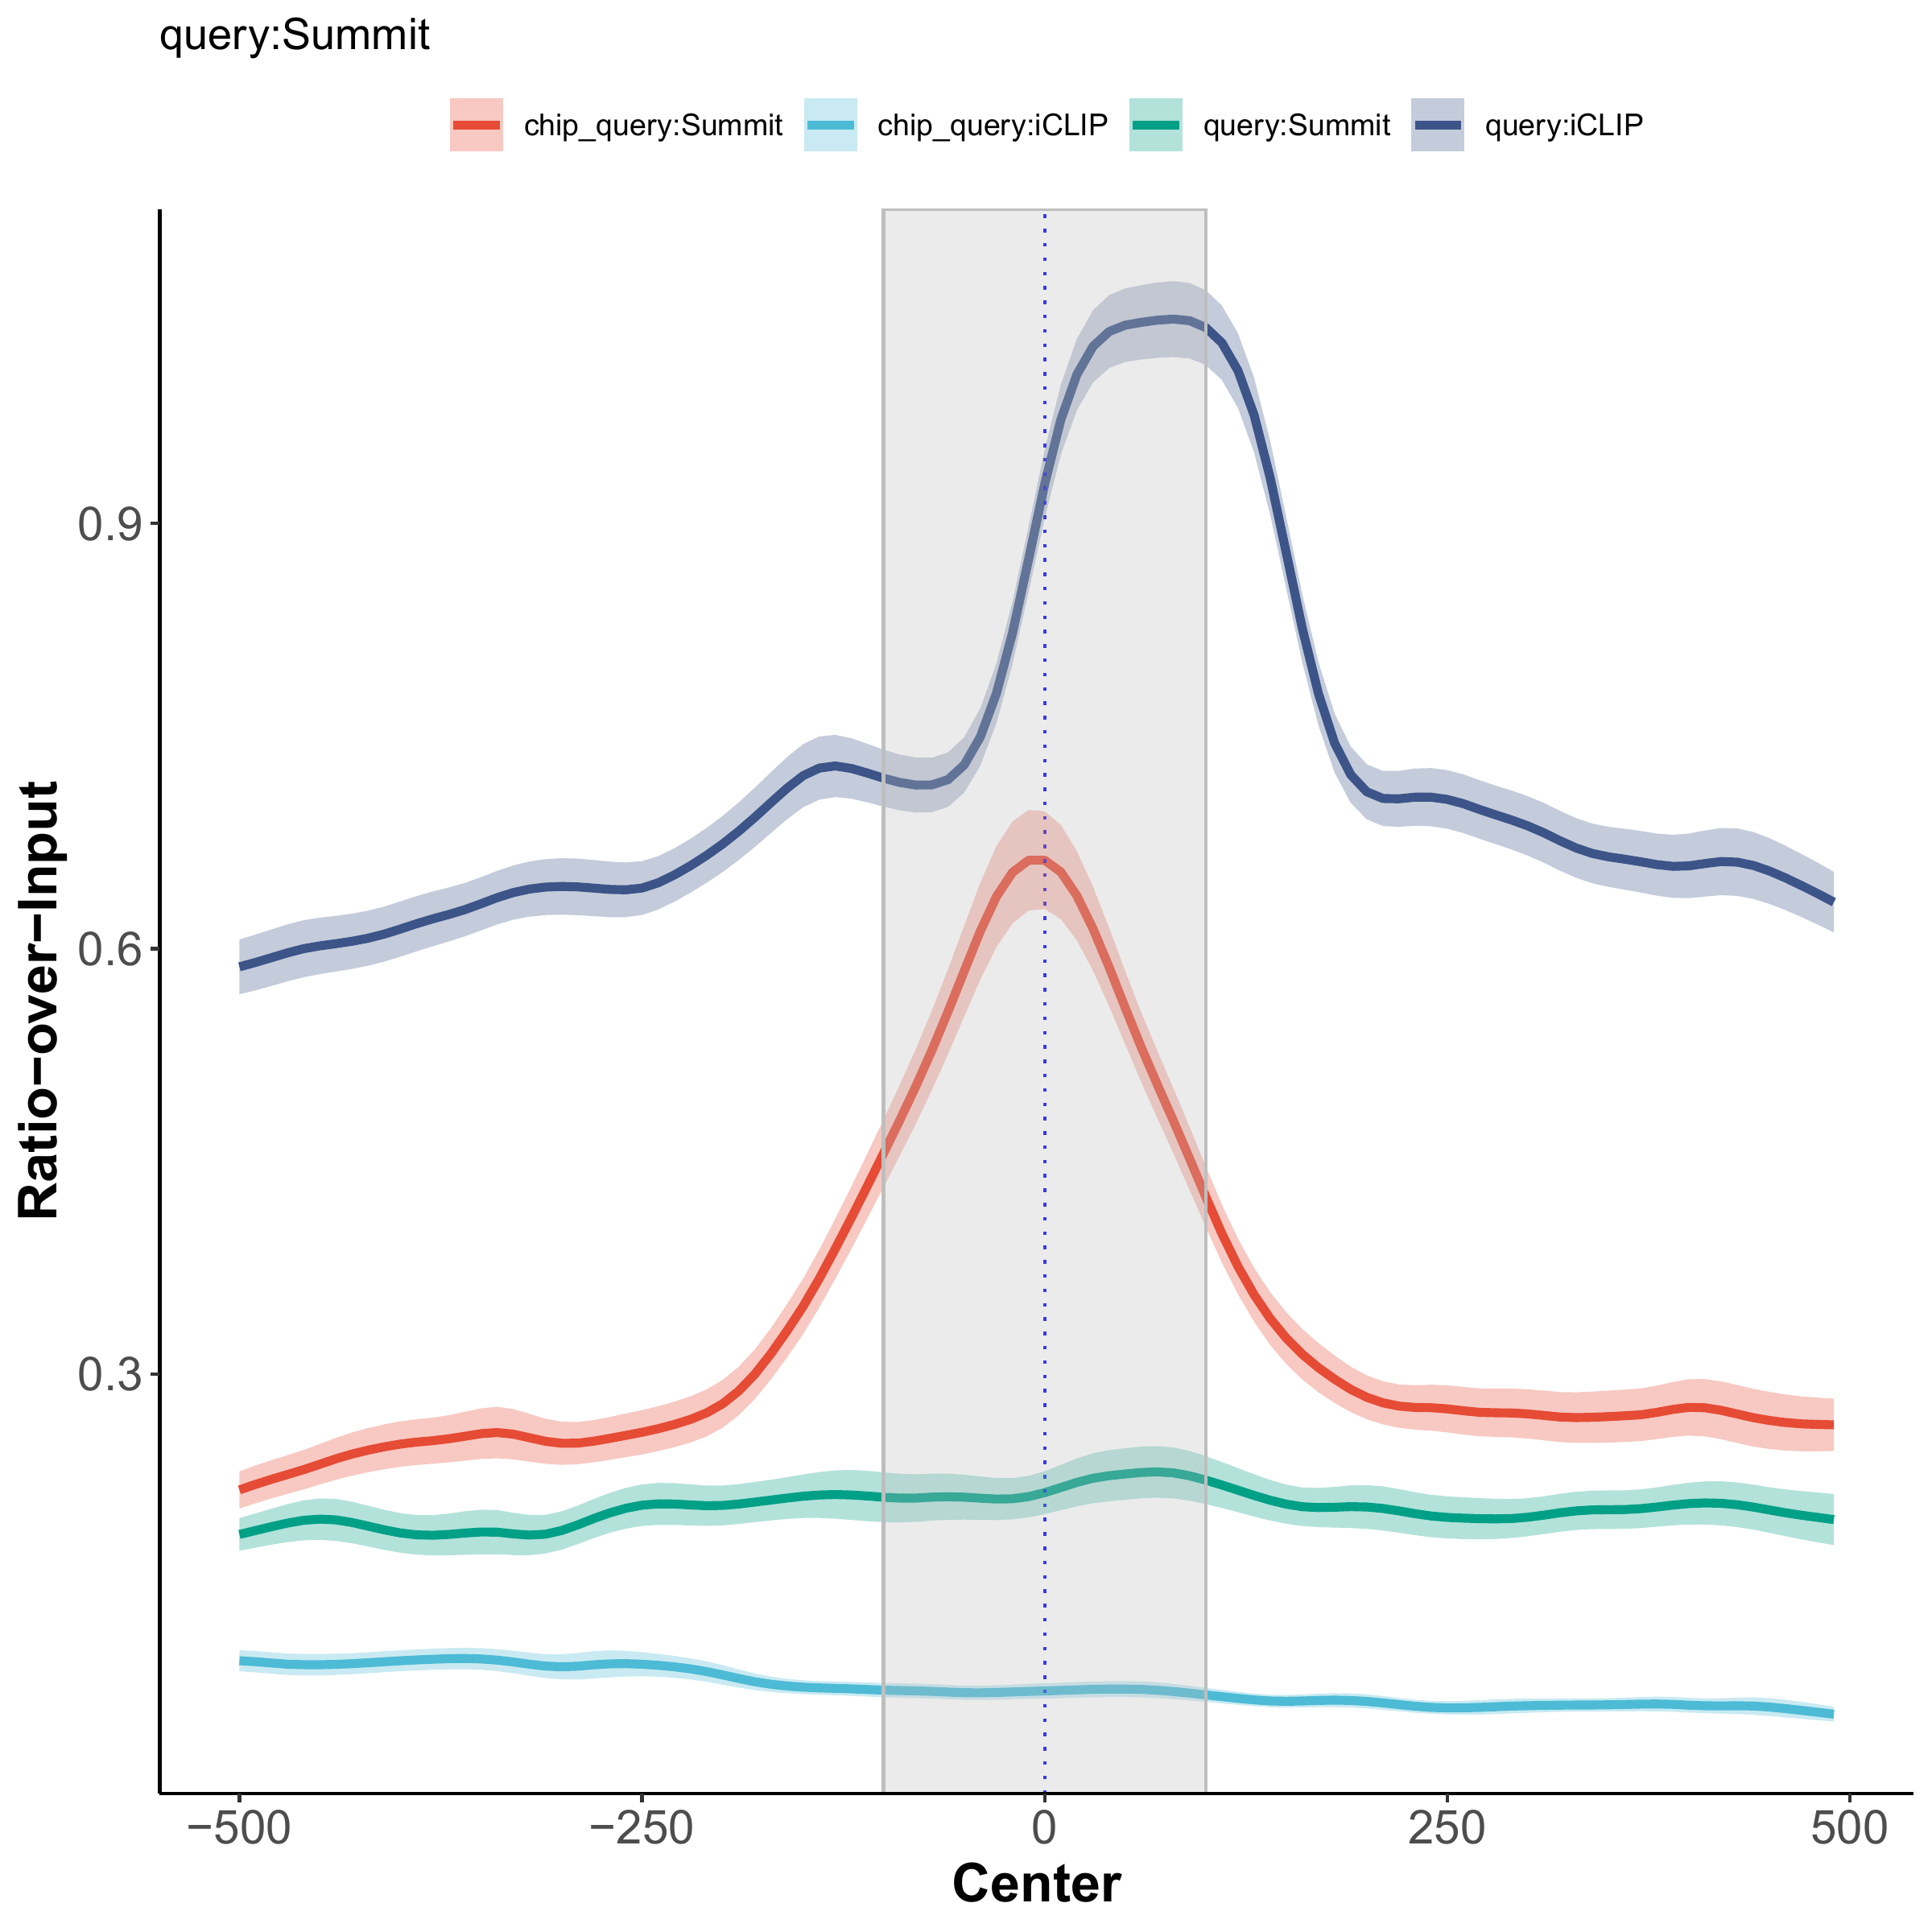 query:Summit
chip_query:Summit chip_query:iCLIP query:Summit query:iCLIP
Ratio−over−Input
0.9
0.6
0.3
−500 −250 0 250 500
Center